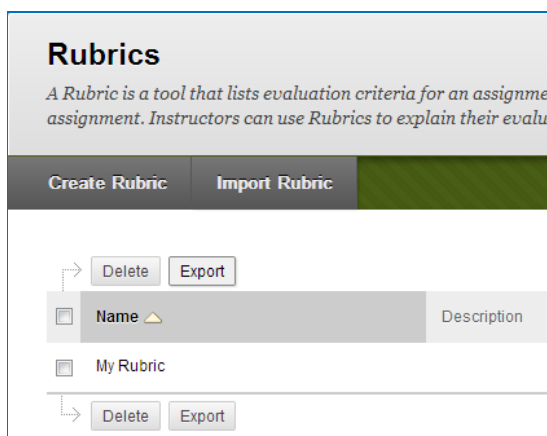 Rubrics
A Rubric is a tool that lists evaluation criteria for an assignme
assignment. Instructors can use Rubrics to explain their evalu
Create Rubric Import Rubric
Delete Export
Name Description
My Rubric
Delete Export